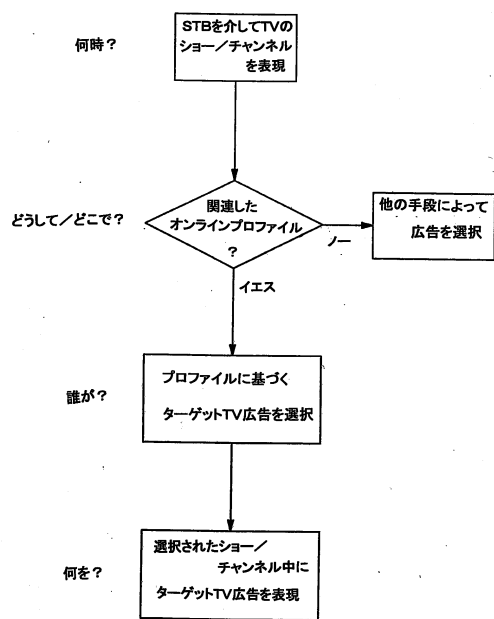 STBを介してTVの
何時？
ショー／チャンネル
を表現
関連した
どうして／どこで？
オンラインプロファイル
？
ノー
他の手段によって
広告を選択
イエス
プロファイルに基づく
誰が？
ターゲットTV広告を選択
選択されたショー／
何を？
チャンネル中に
ターゲットTV広告を表現